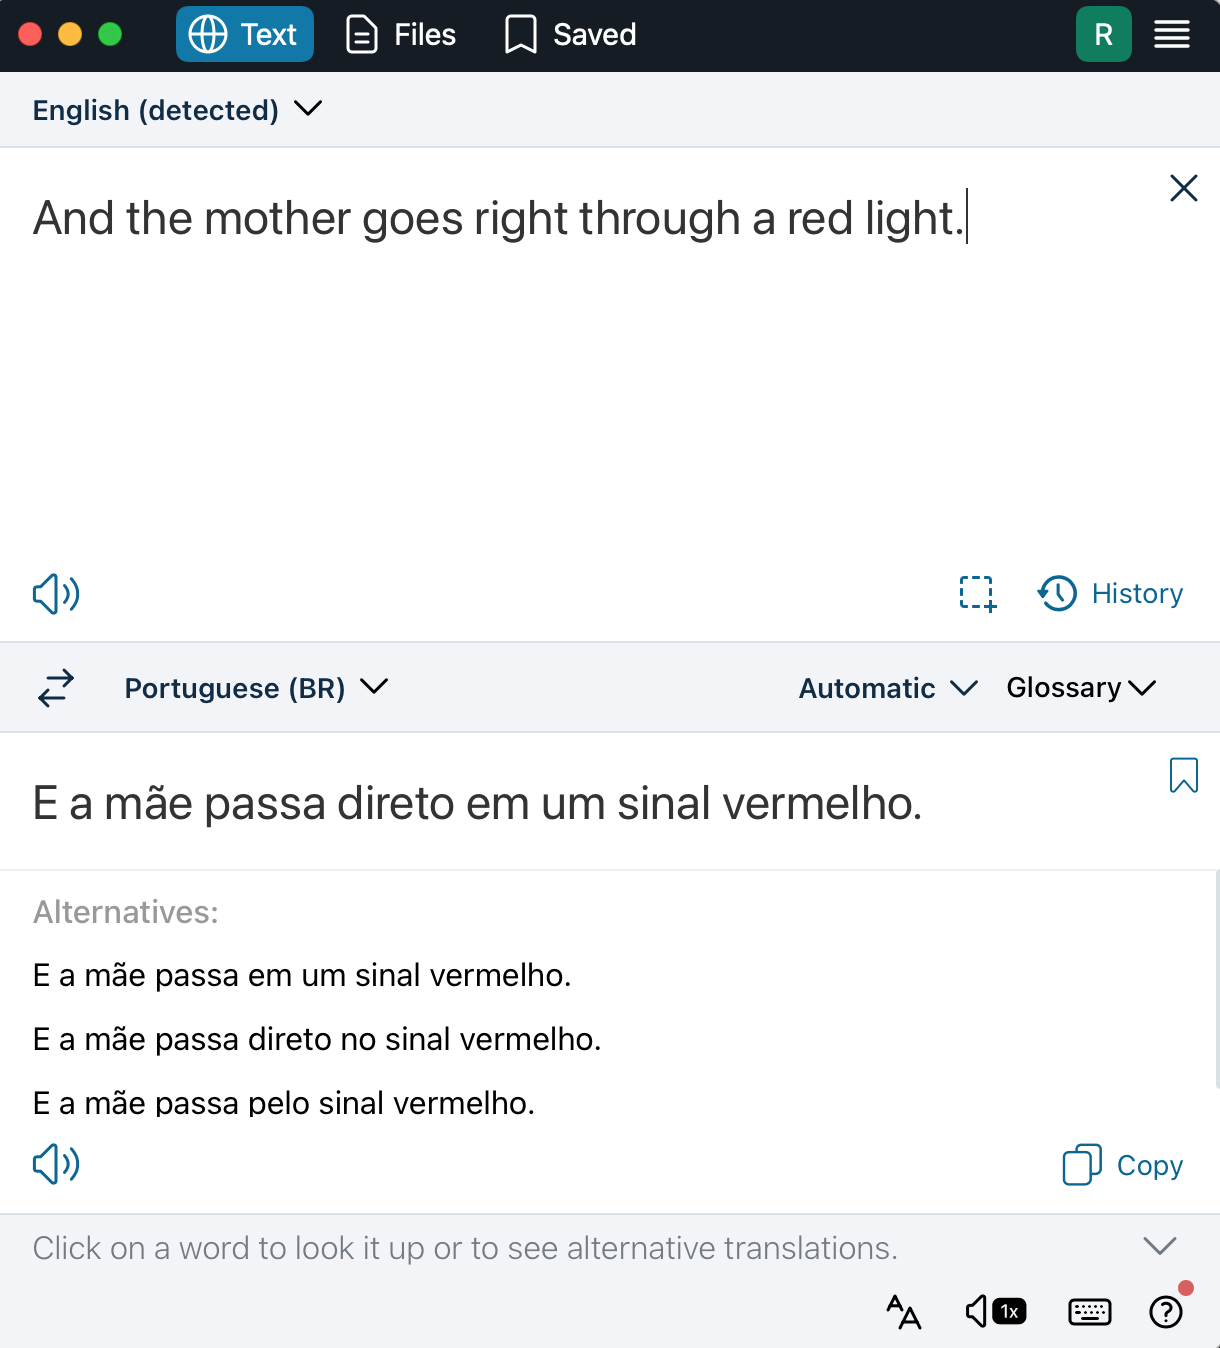 Text Files Saved R
English (detected)
And the mother goes right through a red light.
History
Portuguese (BR) Automatic Glossary
E a mãe passa direto em um sinal vermelho.
Alternatives:
E a mãe passa em um sinal vermelho.
E a mãe passa direto no sinal vermelho.
E a mãe passa pelo sinal vermelho.
Copy
Click on a word to look it up or to see alternative translations.
AA 1x ?